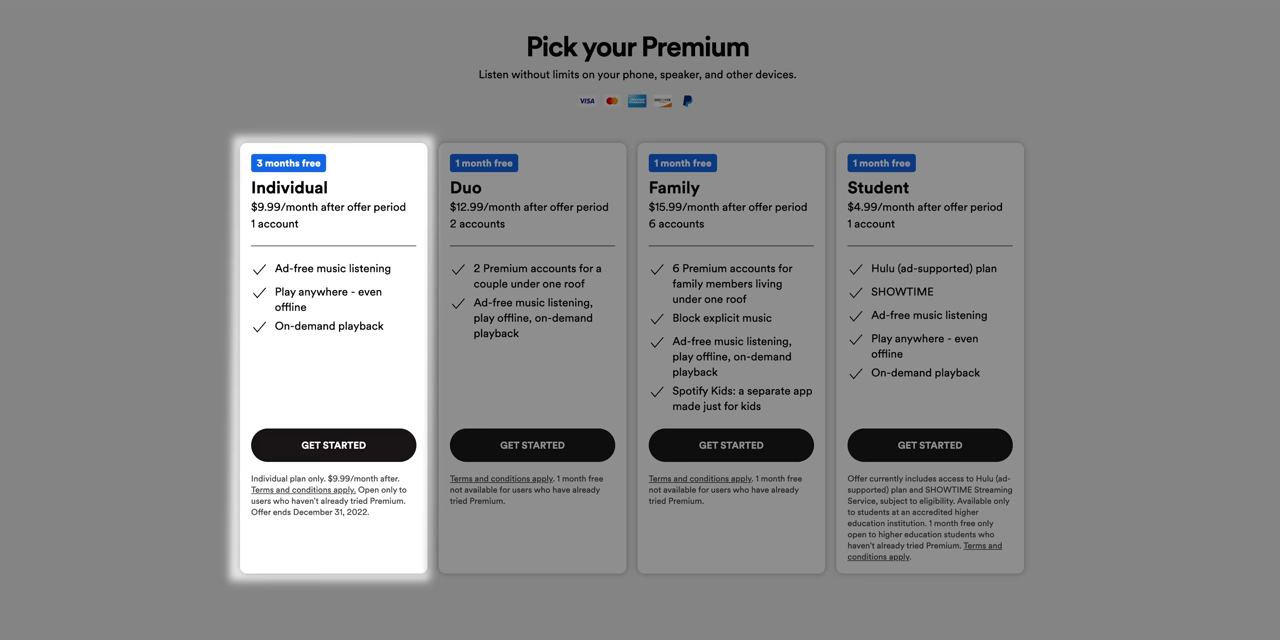 Pick your Premium
Listen without limits on your phone, speaker, and other devices.
VISA
3 months free
Individual
$9.99/month after offer period
1 account
Ad-free music listening
Play anywhere - even
offline
On-demand playback
GET STARTED
Individual plan only. $9.99/month after.
Terms and conditions apply. Open only to
users who haven't already tried Premium.
Offer ends December 31, 2022.
1 month free
Duo
$12.99/month after offer period
2 accounts
2 Premium accounts for a
couple under one roof
Ad-free music listening,
play offline, on-demand
playback
GET STARTED
Terms and conditions apply. 1 month free
not available for users who have already
tried Premium.
1 month free
Family
$15.99/month after offer period
6 accounts
6 Premium accounts for
family members living
under one roof
Block explicit music
Ad-free music listening,
play offline, on-demand
playback
Spotify Kids: a separate app
made just for kids
GET STARTED
Terms and conditions apply. 1 month free
not available for users who have already
tried Premium.
1 month free
Student
$4.99/month after offer period
1 account
Hulu (ad-supported) plan
SHOWTIME
Ad-free music listening
Play anywhere - even
offline
On-demand playback
GET STARTED
Offer currently includes access to Hulu (ad-
supported) plan and SHOWTIME Streaming
Service, subject to eligibility. Available only
to students at an accredited higher
education institution. 1 month free only
open to higher education students who
haven't already tried Premium. Terms and
conditions apply.